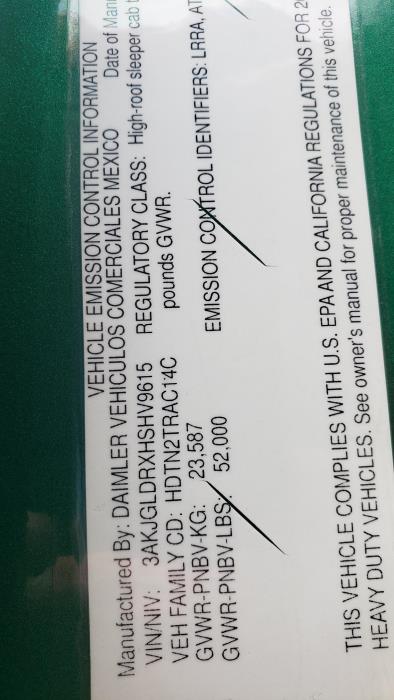 VEHICLE EMISSION CONTROL INFORMATION
Manufactured By: DAIMLER VEHICULOS COMERCIALES MEXICO Date of
VIN/NIV: 3AKJGLDRXHSHV9615 REGULATORY CLASS: High-roof sleeper cab
VEH FAMILY CD: HDTN2TRAC14C pounds GVWR.
GVWR-PNBV-KG: 23,587 EMISSION CONTROL IDENTIFIERS: LRRA,
GVWR-PNBV-LBS: 52,000
THIS VEHICLE COMPLIES WITH U.S. EPA AND CALIFORNIA REGULATIONS FOR
HEAVY DUTY VEHICLES. See owner's manual for proper maintenance of this vehicle.